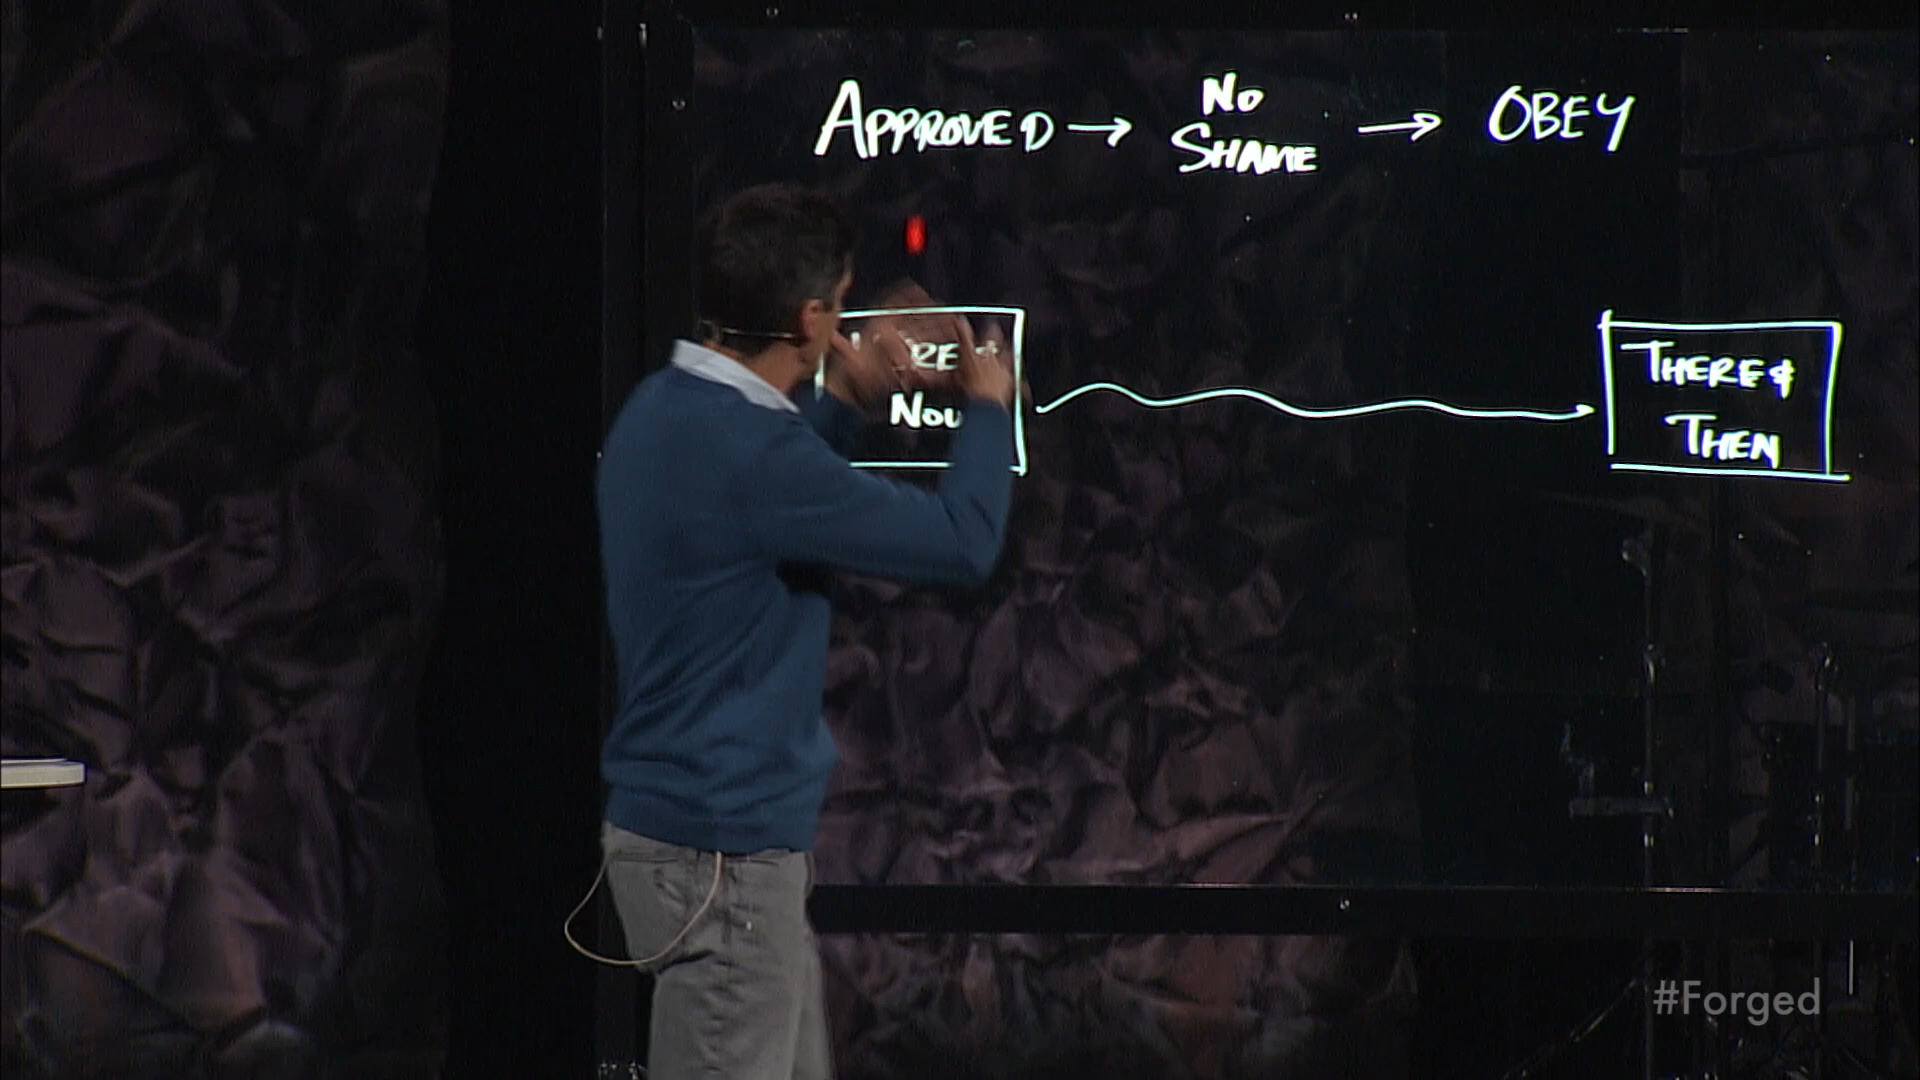 APPROVED → NO SHAME → OBEY
NOW
THERE &
THEN
#Forged